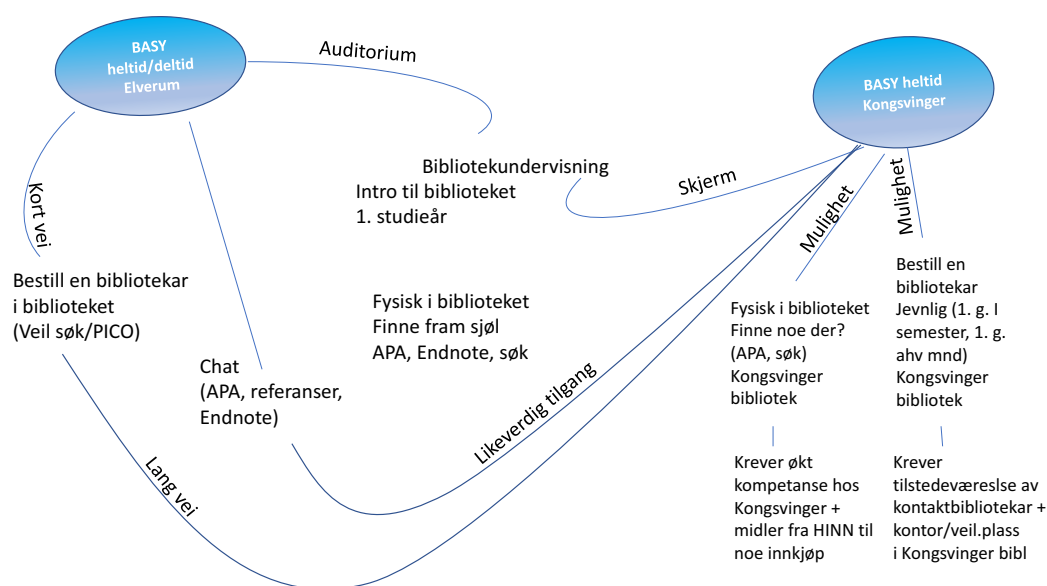 BASY
heltid/deltid
Elverum
Auditorium
BASY heltid
Kongsvinger
Bibliotekundervisning
Intro til biblioteket
1. studieår
Skjerm
Mulighet
Mulighet
Kort vei
Bestill en bibliotekar
i biblioteket
(Veil søk/PICO)
Fysisk i biblioteket
Finne fram sjøl
APA, Endnote, søk
Chat
(APA, referanser,
Endnote)
Likeverdig tilgang
Lang vei
Fysisk i biblioteket
Finne noe der?
(APA, søk)
Kongsvinger
bibliotek
Bestill en
bibliotekar
Jevnlig (1. g. I
semester, 1. g.
ahv mnd)
Kongsvinger
bibliotek
Krever økt
kompetanse hos
Kongsvinger +
midler fra HINN til
noe innkjøp
Krever
tilstedeværeslse av
kontaktbibliotekar +
kontor/veil.plass
i Kongsvinger bibl